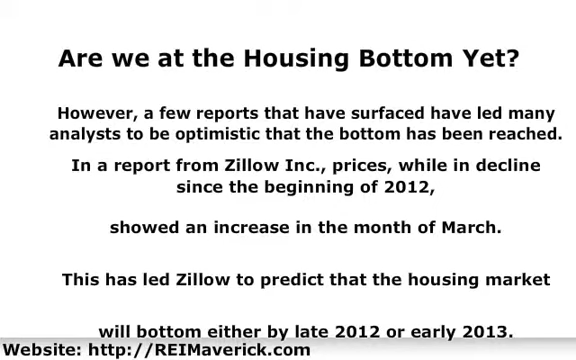 Are we at the Housing Bottom Yet?
However, a few reports that have surfaced have led many
analysts to be optimistic that the bottom has been reached.
In a report from Zillow Inc., prices, while in decline
since the beginning of 2012,
showed an increase in the month of March.
This has led Zillow to predict that the housing market
will bottom either by late 2012 or early 2013.
Website: http://REIMaverick.com